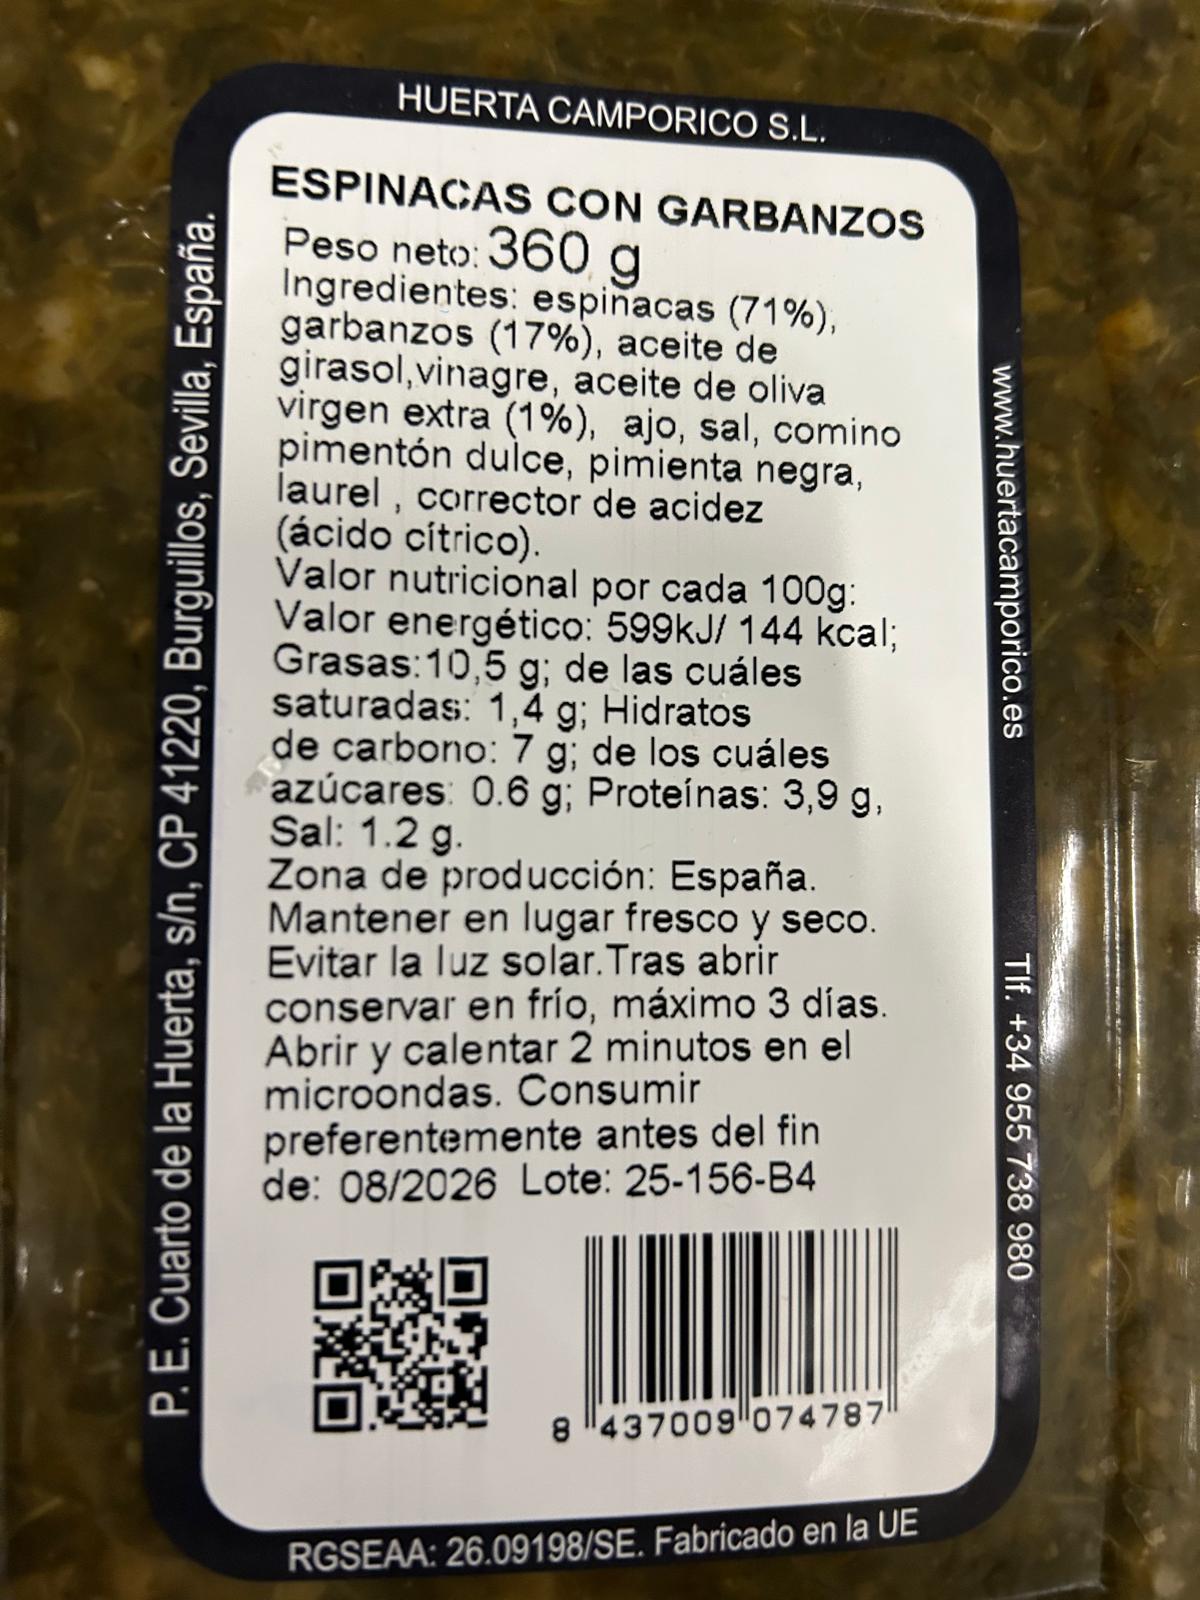 HUERTA CAMPORICO S.L.
ESPINACAS CON GARBANZOS
Peso neto: 360 g
Ingredientes: espinacas (71%),
garbanzos (17%), aceite de
girasol,vinagre, aceite de oliva
virgen extra (1%), ajo, sal, comino
pimentón dulce, pimienta negra,
laurel , corrector de acidez
(ácido cítrico).
Valor nutricional por cada 100g:
Valor energético: 599kJ/ 144 kcal;
Grasas:10,5 g; de las cuáles
saturadas: 1,4 g; Hidratos
de carbono: 7 g; de los cuáles
azúcares: 0.6 g; Proteínas: 3,9 g,
Sal: 1.2 g.
Zona de producción: España.
Mantener en lugar fresco y seco.
Evitar la luz solar.Tras abrir
conservar en frío, máximo 3 días.
Abrir y calentar 2 minutos en el
microondas. Consumir
preferentemente antes del fin
de: 08/2026 Lote: 25-156-B4
8 437009 074787
RGSEAA: 26.09198/SE. Fabricado en la UE
P. E. Cuarto de la Huerta, s/n, CP 41220, Burguillos, Sevilla, España.
www.huertacamporico.es
Tlf. +34 955 738 980